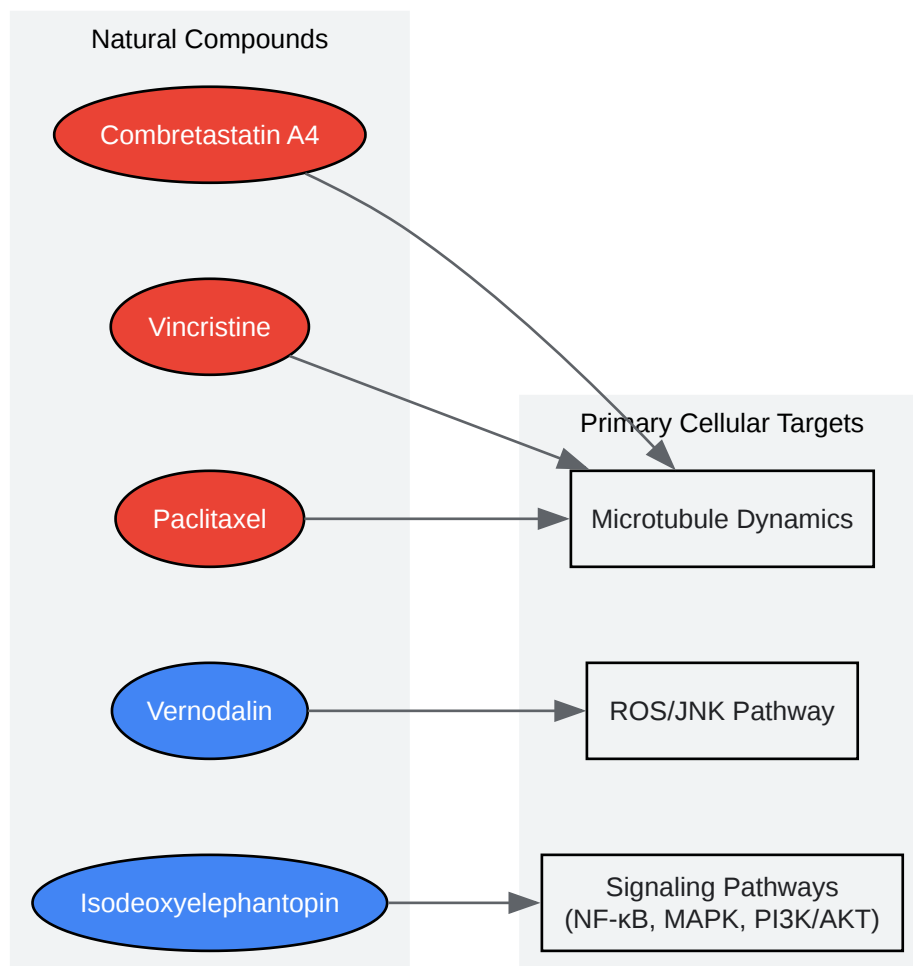 Natural Compounds
Combretastatin A4
Vincristine
Primary Cellular Targets
Paclitaxel
Microtubule Dynamics
Vernodalin
ROS/JNK Pathway
Isodeoxyelephantopin
Signaling Pathways
(NF-κB, MAPK, PI3K/AKT)